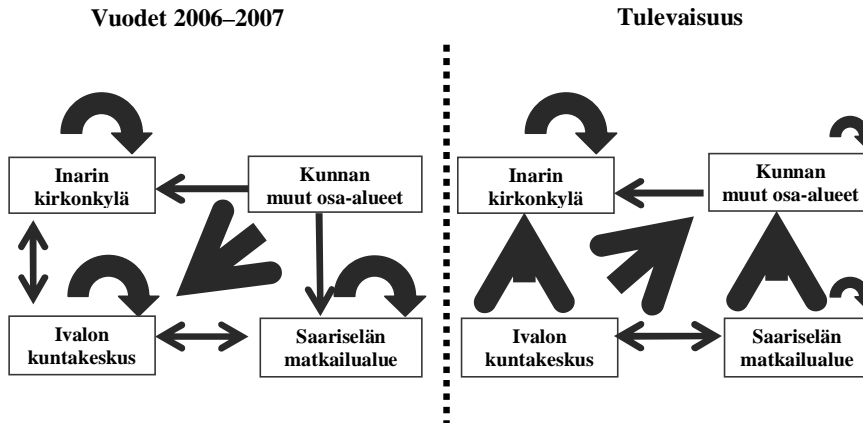 Vuodet 2006–2007
Inarin
kirkonkylä
Kunnan
muut osa-alueet
Ivalon
kuntakeskus
Saariselän
matkailualue
Tulevaisuus
Inarin
kirkonkylä
Kunnan
muut osa-alueet
Ivalon
kuntakeskus
Saariselän
matkailualue